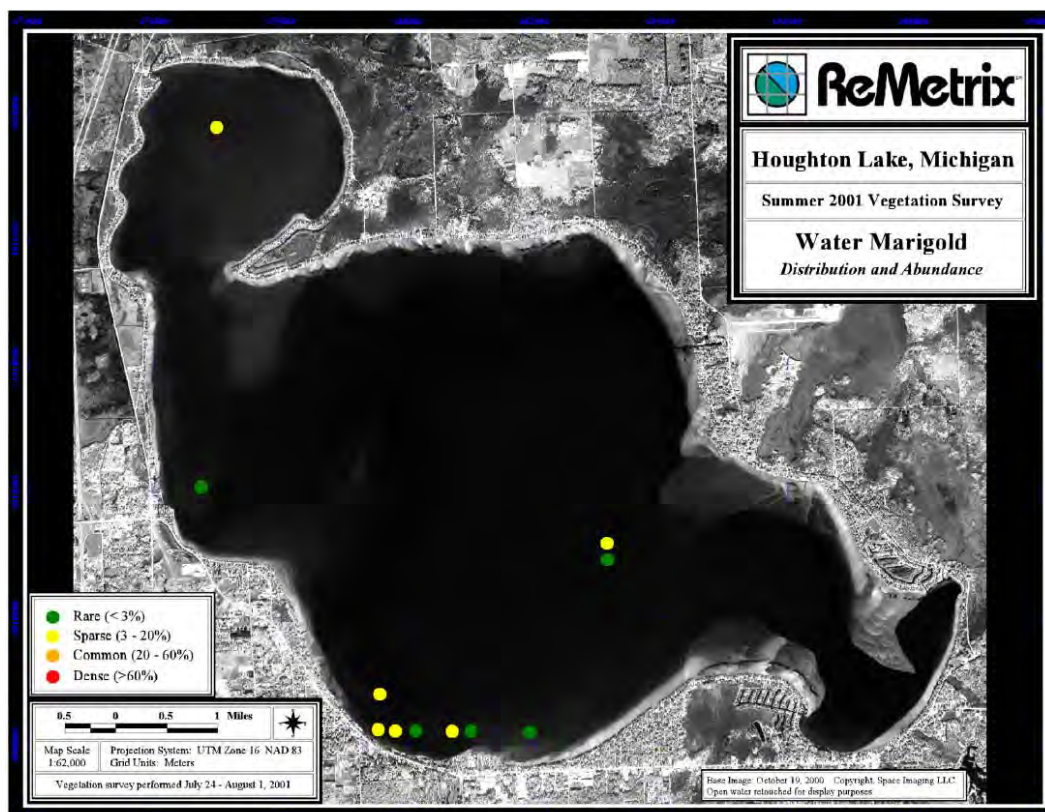 ReMetrix
Houghton Lake, Michigan
Summer 2001 Vegetation Survey
Water Marigold
Distribution and Abundance
Rare (< 3%)
Sparse (3 - 20%)
Common (20 - 60%)
Dense (>60%)
0.5 0 0.5 1 Miles
Map Scale
1:62,000
Projection System: UTM Zone 16 NAD 83
Grid Units: Meters
Vegetation survey performed July 24 - August 1, 2001
Base Image: October 19, 2000 Copyright, Space Imaging LLC
Open water retouched for display purposes